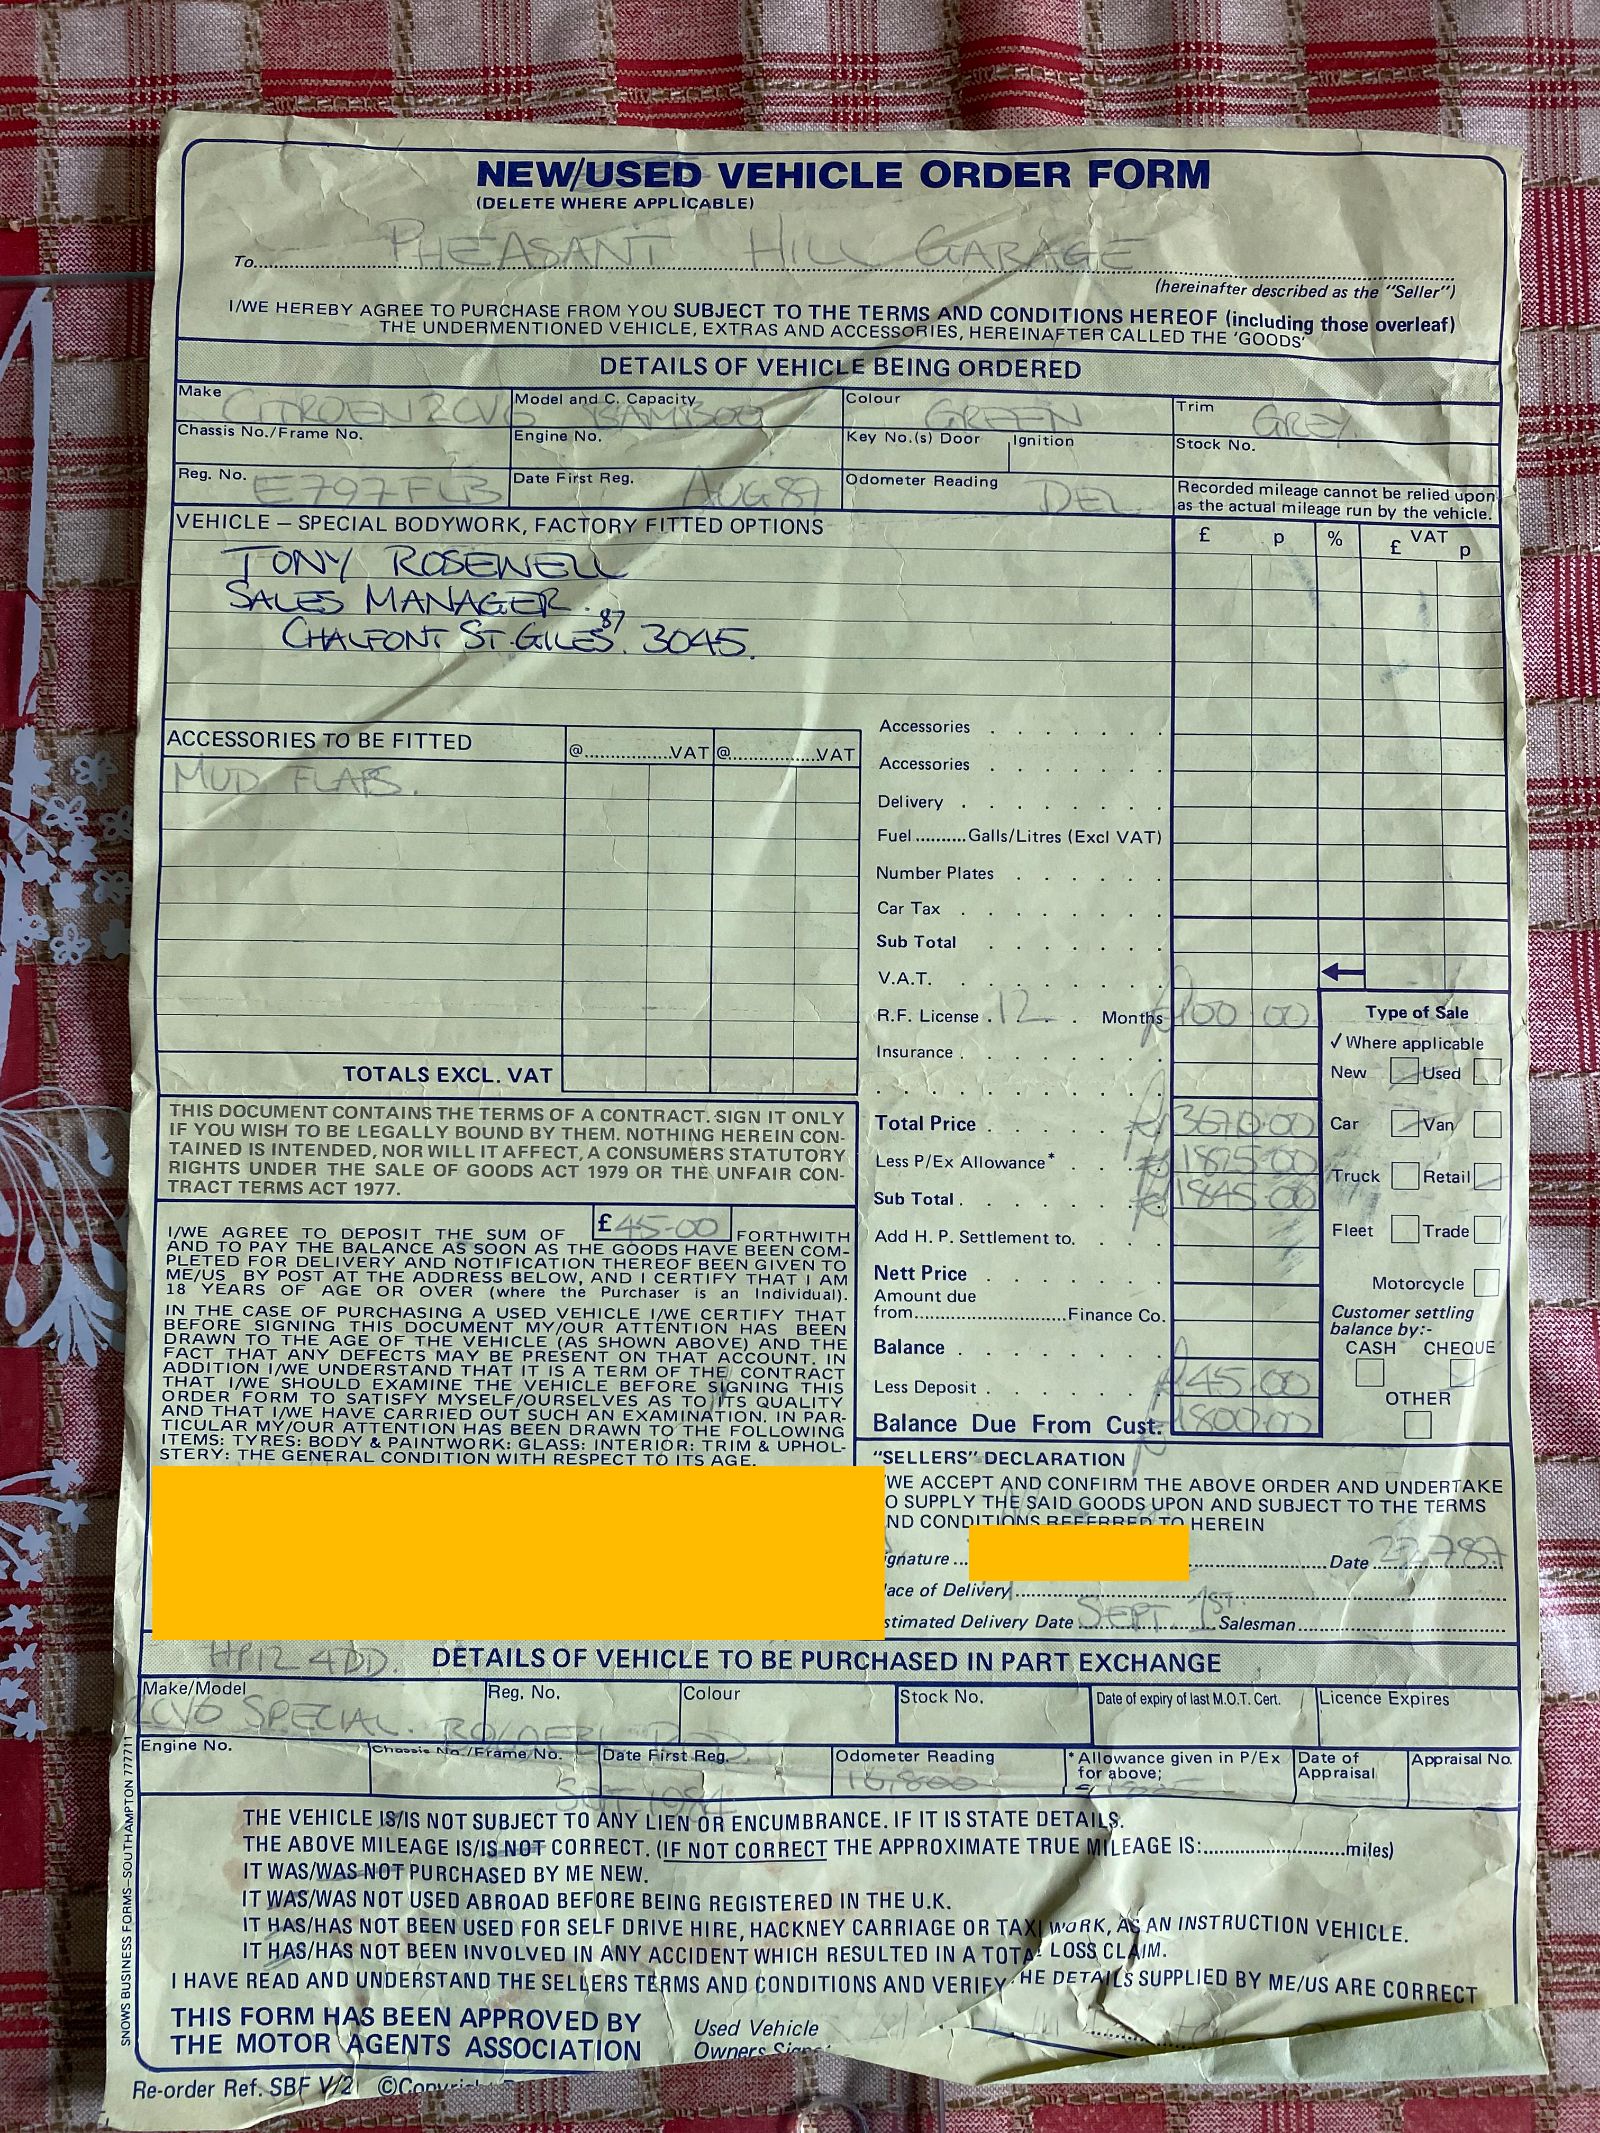 NEW/USED VEHICLE ORDER FORM
(DELETE WHERE APPLICABLE)
To PHEASANT HILL GARAGE
(hereinafter described as the "Seller")
I/WE HEREBY AGREE TO PURCHASE FROM YOU SUBJECT TO THE TERMS AND CONDITIONS HEREOF (including those overleaf)
THE UNDERMENTIONED VEHICLE, EXTRAS AND ACCESSORIES, HEREINAFTER CALLED THE 'GOODS'
DETAILS OF VEHICLE BEING ORDERED
Make CITROEN 2CV6 Model and C. Capacity BAMBOO Colour GREEN Trim GREY
Chassis No./Frame No. Engine No. Key No.(s) Door Ignition Stock No.
Reg. No. E797FLB Date First Reg. AUG 87 Odometer Reading DEL Recorded mileage cannot be relied upon
as the actual mileage run by the vehicle.
VEHICLE – SPECIAL BODYWORK, FACTORY FITTED OPTIONS £ p % £ VAT p
TONY ROSEWELL
SALES MANAGER.
CHALFONT ST. GILES. 87 3045.
ACCESSORIES TO BE FITTED @ VAT @ VAT
MUD FLAPS.
TOTALS EXCL. VAT
Accessories
Accessories
Delivery
Fuel Galls/Litres (Excl VAT)
Number Plates
Car Tax
Sub Total
V.A.T.
R.F. License 12 Months £100.00
Insurance
Total Price £3670.00
Less P/Ex Allowance* £1825.00
Sub Total £1845.00
Add H. P. Settlement to.
Nett Price
Amount due
from Finance Co.
Balance
Less Deposit £45.00
Balance Due From Cust. £1800.00
Type of Sale
✓ Where applicable
New Used
Car Van
Truck Retail
Fleet Trade
Motorcycle
Customer settling
balance by:-
CASH CHEQUE
OTHER
THIS DOCUMENT CONTAINS THE TERMS OF A CONTRACT. SIGN IT ONLY
IF YOU WISH TO BE LEGALLY BOUND BY THEM. NOTHING HEREIN CON-
TAINED IS INTENDED, NOR WILL IT AFFECT, A CONSUMERS STATUTORY
RIGHTS UNDER THE SALE OF GOODS ACT 1979 OR THE UNFAIR CON-
TRACT TERMS ACT 1977.
I/WE AGREE TO DEPOSIT THE SUM OF £45-00 FORTHWITH
AND TO PAY THE BALANCE AS SOON AS THE GOODS HAVE BEEN COM-
PLETED FOR DELIVERY AND NOTIFICATION THEREOF BEEN GIVEN TO
ME/US BY POST AT THE ADDRESS BELOW, AND I CERTIFY THAT I AM
18 YEARS OF AGE OR OVER (where the Purchaser is an Individual).
IN THE CASE OF PURCHASING A USED VEHICLE I/WE CERTIFY THAT
BEFORE SIGNING THIS DOCUMENT MY/OUR ATTENTION HAS BEEN
DRAWN TO THE AGE OF THE VEHICLE (AS SHOWN ABOVE) AND THE
FACT THAT ANY DEFECTS MAY BE PRESENT ON THAT ACCOUNT. IN
ADDITION I/WE UNDERSTAND THAT IT IS A TERM OF THE CONTRACT
THAT I/WE SHOULD EXAMINE THE VEHICLE BEFORE SIGNING THIS
ORDER FORM TO SATISFY MYSELF/OURSELVES AS TO ITS QUALITY
AND THAT I/WE HAVE CARRIED OUT SUCH AN EXAMINATION. IN PAR-
TICULAR MY/OUR ATTENTION HAS BEEN DRAWN TO THE FOLLOWING
ITEMS: TYRES: BODY & PAINTWORK: GLASS: INTERIOR: TRIM & UPHOL-
STERY: THE GENERAL CONDITION WITH RESPECT TO ITS AGE.
"SELLERS" DECLARATION
WE ACCEPT AND CONFIRM THE ABOVE ORDER AND UNDERTAKE
O SUPPLY THE SAID GOODS UPON AND SUBJECT TO THE TERMS
ND CONDITIONS REFERRED TO HEREIN
ignature Date 22.7.87
lace of Delivery
stimated Delivery Date SEPT 1ST. Salesman
HP12 4DD. DETAILS OF VEHICLE TO BE PURCHASED IN PART EXCHANGE
Make/Model Reg. No. Colour Stock No. Date of expiry of last M.O.T. Cert. Licence Expires
2CV6 SPECIAL.
Engine No. Chassis No./Frame No. Date First Reg. Odometer Reading *Allowance given in P/Ex Date of Appraisal No.
for above; Appraisal
SEPT 1984 16,800
THE VEHICLE IS/IS NOT SUBJECT TO ANY LIEN OR ENCUMBRANCE. IF IT IS STATE DETAILS.
THE ABOVE MILEAGE IS/IS NOT CORRECT. (IF NOT CORRECT THE APPROXIMATE TRUE MILEAGE IS: miles)
IT WAS/WAS NOT PURCHASED BY ME NEW.
IT WAS/WAS NOT USED ABROAD BEFORE BEING REGISTERED IN THE U.K.
IT HAS/HAS NOT BEEN USED FOR SELF DRIVE HIRE, HACKNEY CARRIAGE OR TAXI WORK, AS AN INSTRUCTION VEHICLE.
IT HAS/HAS NOT BEEN INVOLVED IN ANY ACCIDENT WHICH RESULTED IN A TOTAL LOSS CLAIM.
I HAVE READ AND UNDERSTAND THE SELLERS TERMS AND CONDITIONS AND VERIFY THE DETAILS SUPPLIED BY ME/US ARE CORRECT
THIS FORM HAS BEEN APPROVED BY
THE MOTOR AGENTS ASSOCIATION
Used Vehicle
Owners
Re-order Ref. SBF V/2
SNOWS BUSINESS FORMS–SOUTHAMPTON 777711